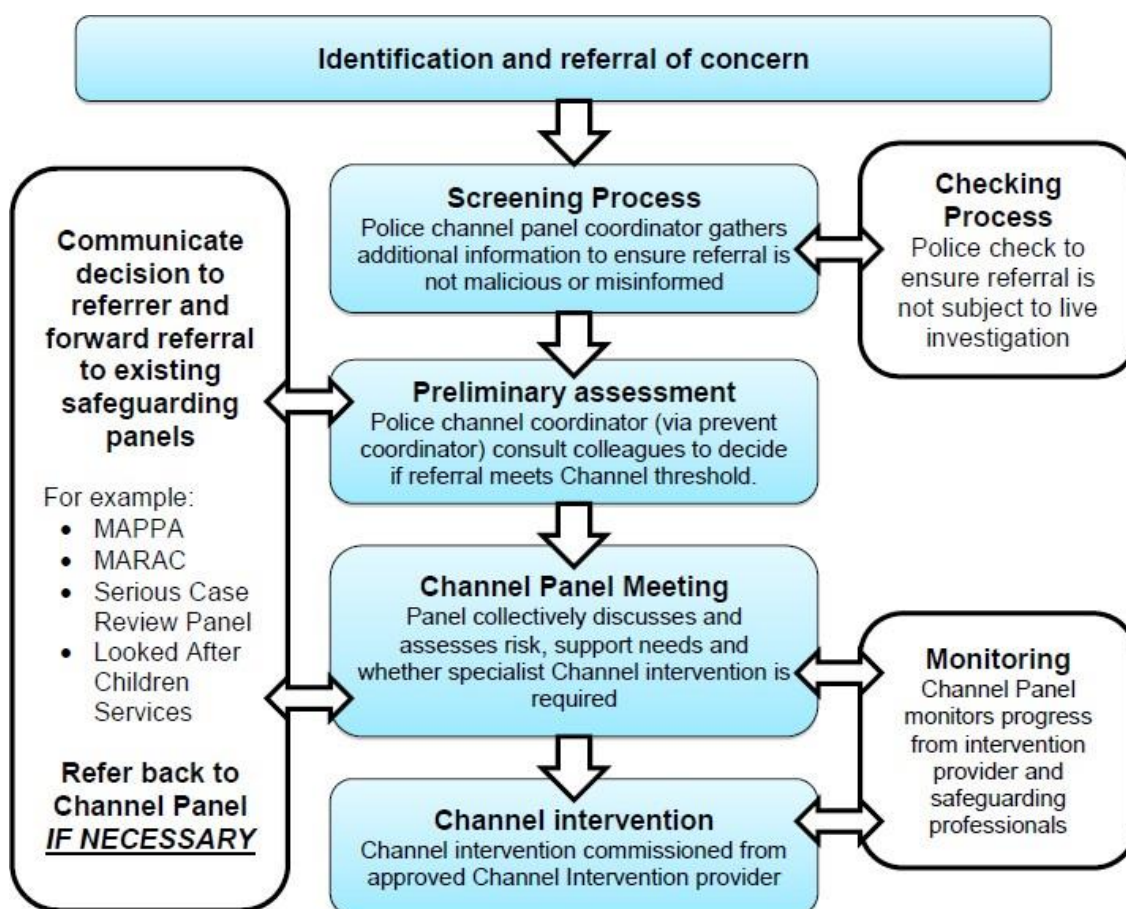 Identification and referral of concern
Screening Process
Police channel panel coordinator gathers
additional information to ensure referral is
not malicious or misinformed
Checking
Process
Police check to
ensure referral is
not subject to live
investigation
Communicate
decision to
referrer and
forward referral
to existing
safeguarding
panels
For example:
• MAPPA
• MARAC
• Serious Case
Review Panel
• Looked After
Children
Services
Refer back to
Channel Panel
IF NECESSARY
Preliminary assessment
Police channel coordinator (via prevent
coordinator) consult colleagues to decide
if referral meets Channel threshold.
Channel Panel Meeting
Panel collectively discusses and
assesses risk, support needs and
whether specialist Channel intervention is
required
Monitoring
Channel Panel
monitors progress
from intervention
provider and
safeguarding
professionals
Channel intervention
Channel intervention commissioned from
approved Channel Intervention provider